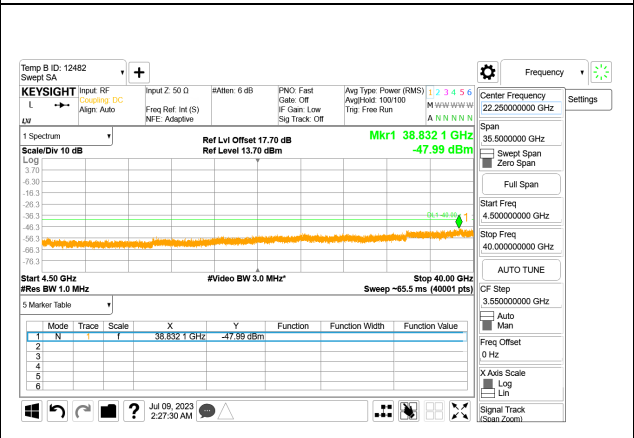 Temp B ID: 12482
Swept SA
Frequency
KEYSIGHT Input: RF Input Z: 50 Ω #Atten: 6 dB PNO: Fast Avg Type: Power (RMS) 1 2 3 4 5 6
L Coupling: DC Gate: Off Avg|Hold: 100/100 M W W W W W
Align: Auto Freq Ref: Int (S) IF Gain: Low Trig: Free Run
NFE: Adaptive Sig Track: Off A N N N N N
1 Spectrum
Ref Lvl Offset 17.70 dB Mkr1 38.832 1 GHz
Scale/Div 10 dB Ref Level 13.70 dBm -47.99 dBm
Log
3.70
-6.30
-16.3
-26.3
-36.3
-46.3
-56.3
-66.3
-76.3
1
Start 4.50 GHz #Video BW 3.0 MHz* Stop 40.00 GHz
#Res BW 1.0 MHz Sweep ~65.5 ms (40001 pts)
5 Marker Table
Mode Trace Scale X Y Function Function Width Function Value
1 N 1 f 38.832 1 GHz -47.99 dBm
2
3
4
5
6
Jul 09, 2023
2:27:30 AM
Center Frequency
22.250000000 GHz
Settings
Span
35.5000000 GHz
Swept Span
Zero Span
Full Span
Start Freq
4.500000000 GHz
Stop Freq
40.000000000 GHz
AUTO TUNE
CF Step
3.550000000 GHz
Auto
Man
Freq Offset
0 Hz
X Axis Scale
Log
Lin
Signal Track
(Span Zoom)